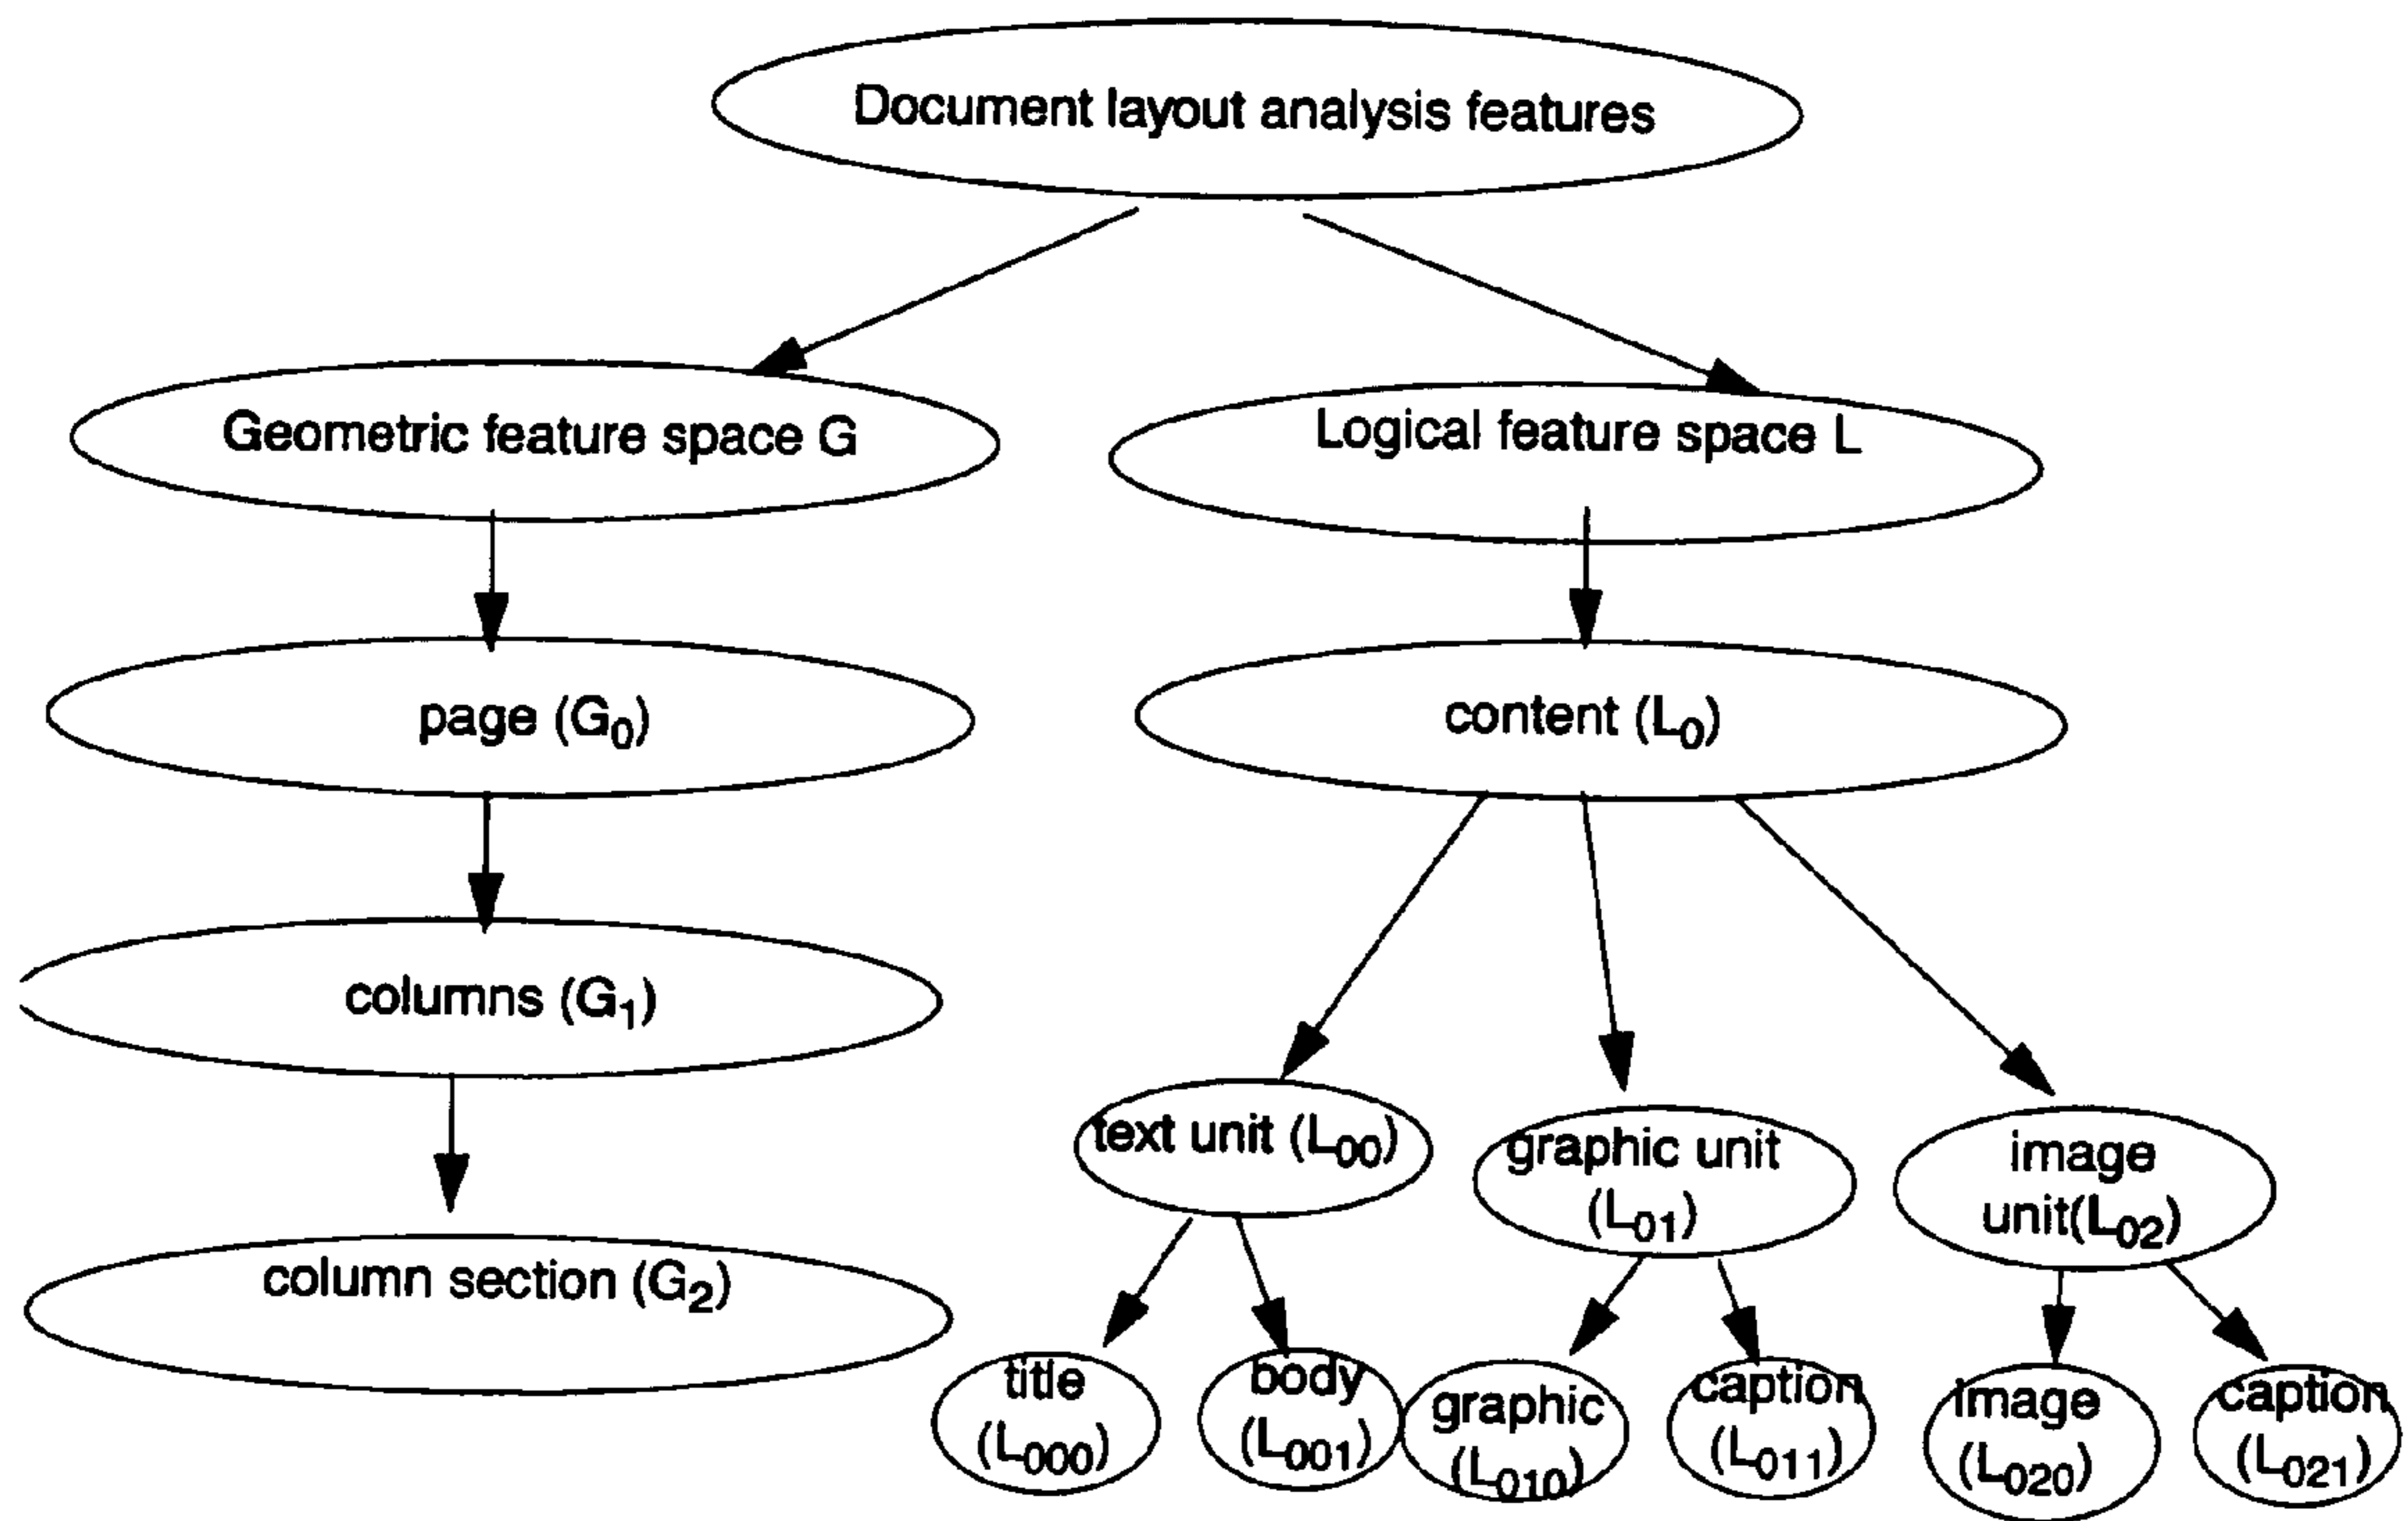 Document layout analysis features
Geometric feature space G
Logical feature space L
page (G0)
content (L0)
columns (G1)
text unit (L00)
graphic unit
(L01)
image
unit(L02)
column section (G2)
title
(L000)
body
(L001)
graphic
(L010)
caption
(L011)
image
(L020)
caption
(L021)